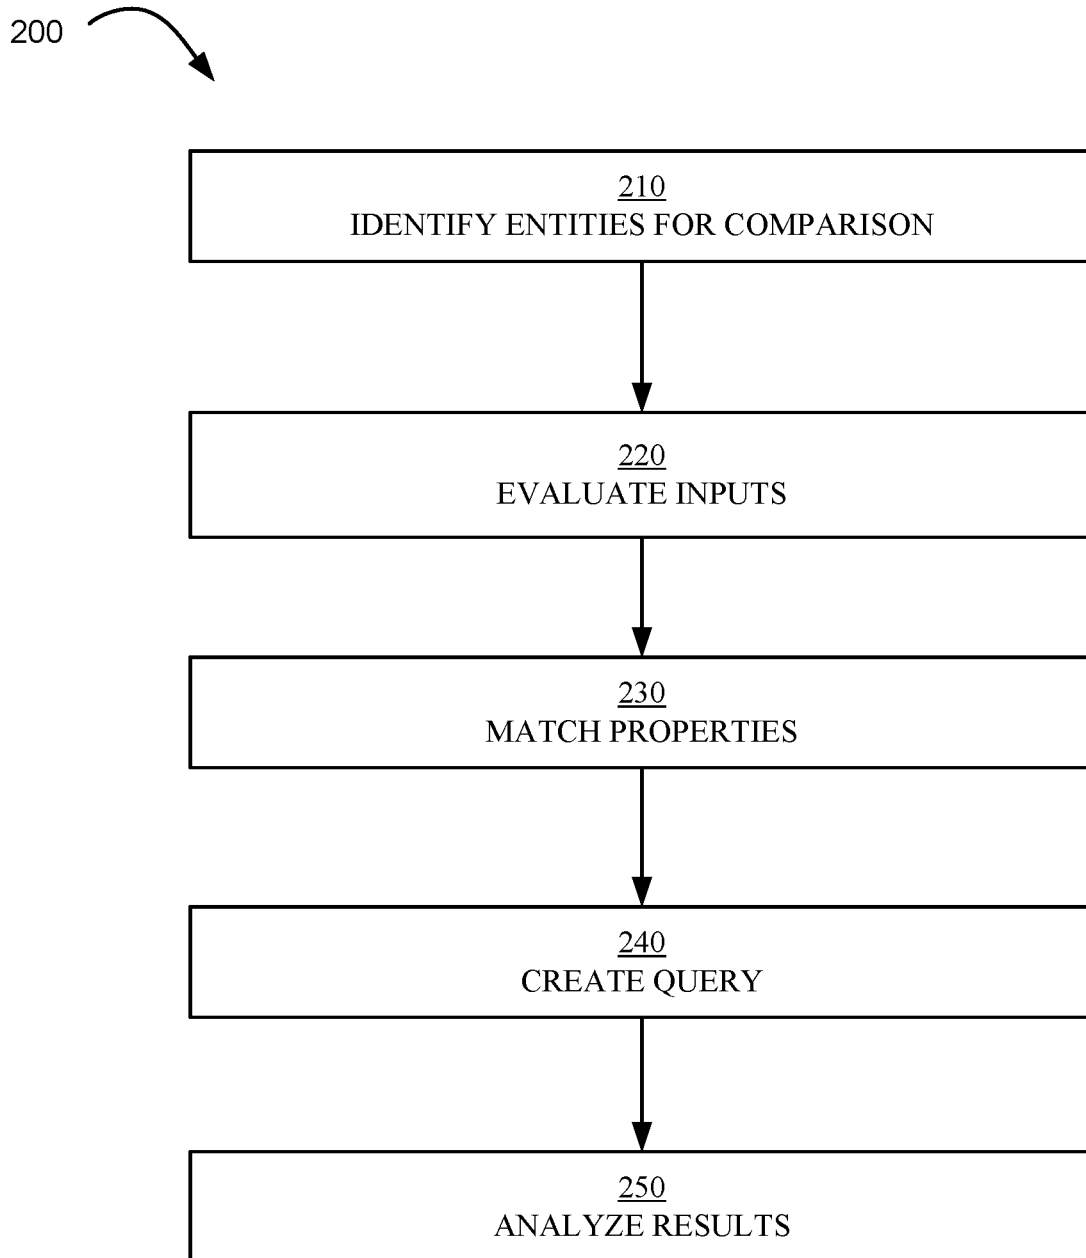 200
210
IDENTIFY ENTITIES FOR COMPARISON
220
EVALUATE INPUTS
230
MATCH PROPERTIES
240
CREATE QUERY
250
ANALYZE RESULTS